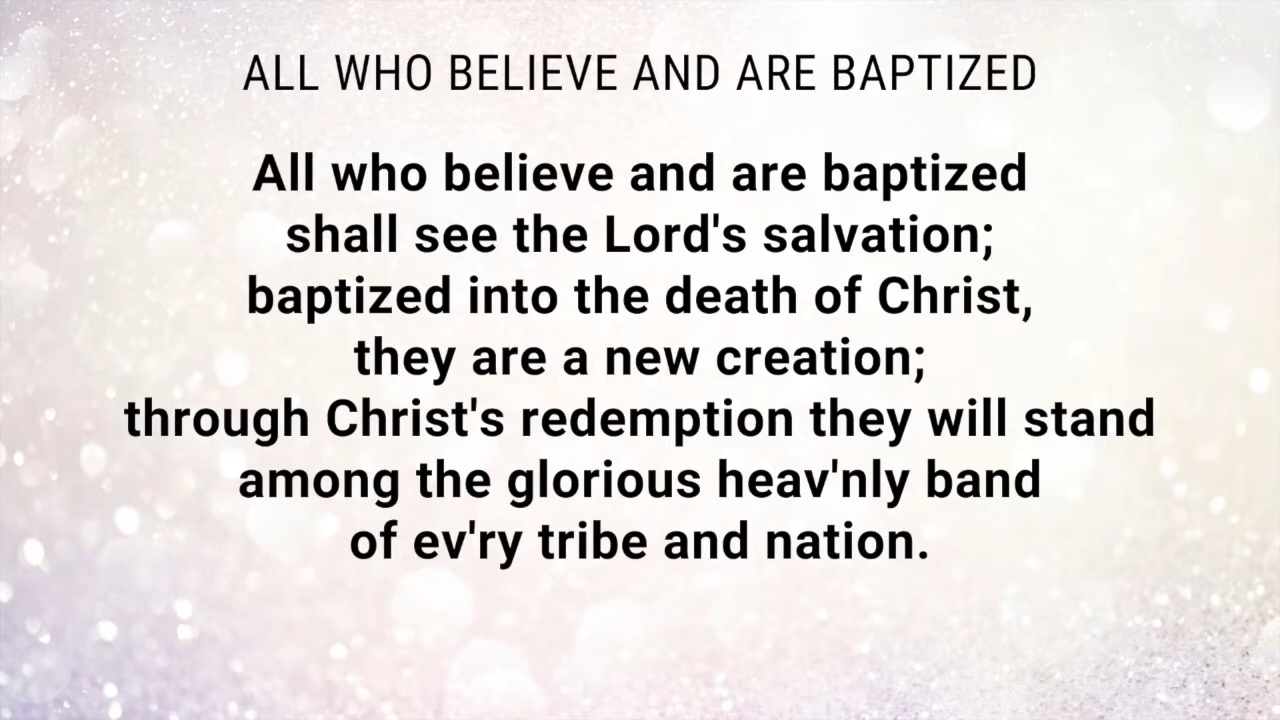 ALL WHO BELIEVE AND ARE BAPTIZED
All who believe and are baptized
shall see the Lord's salvation;
baptized into the death of Christ,
they are a new creation;
through Christ's redemption they will stand
among the glorious heav'nly band
of ev'ry tribe and nation.